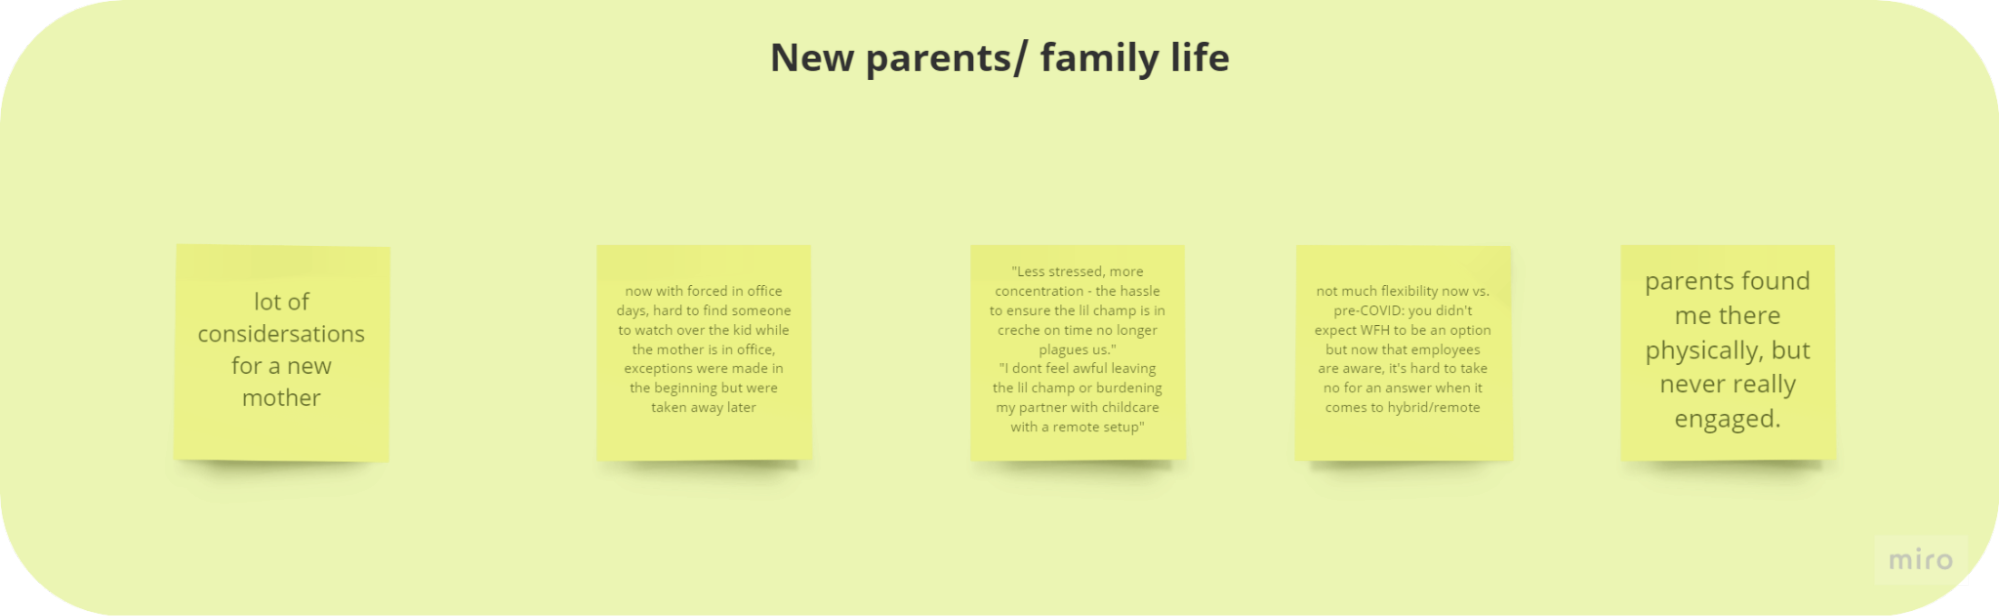 New parents/ family life
lot of
considersations
for a new
mother
now with forced in office
days, hard to find someone
to watch over the kid while
the mother is in office,
exceptions were made in
the beginning but were
taken away later
"Less stressed, more
concentration - the hassle
to ensure the lil champ is in
creche on time no longer
plagues us."
"I dont feel awful leaving
the lil champ or burdening
my partner with childcare
with a remote setup"
not much flexibility now vs.
pre-COVID: you didn't
expect WFH to be an option
but now that employees
are aware, it's hard to take
no for an answer when it
comes to hybrid/remote
parents found
me there
physically, but
never really
engaged.
miro